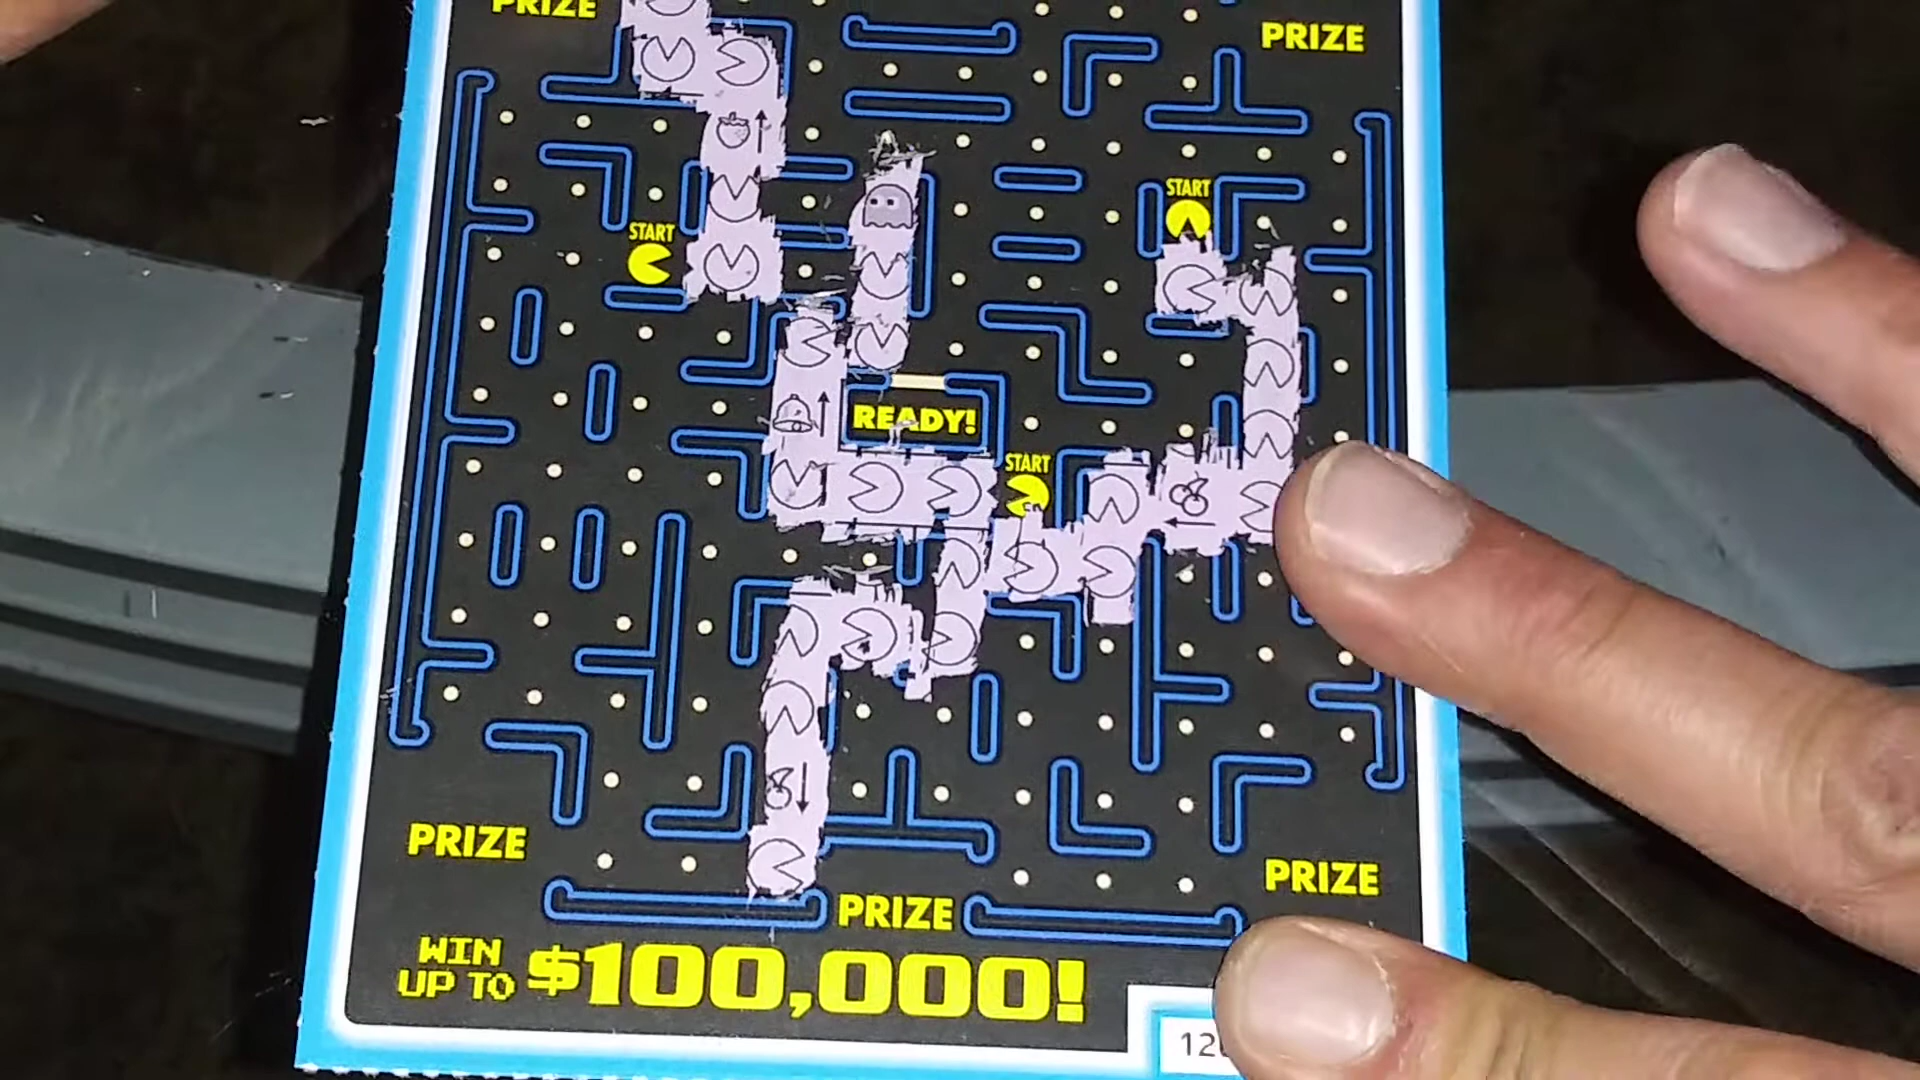 PRIZE
PRIZE
START
START
READY!
START
PRIZE
PRIZE
PRIZE
WIN
UP TO $100,000!